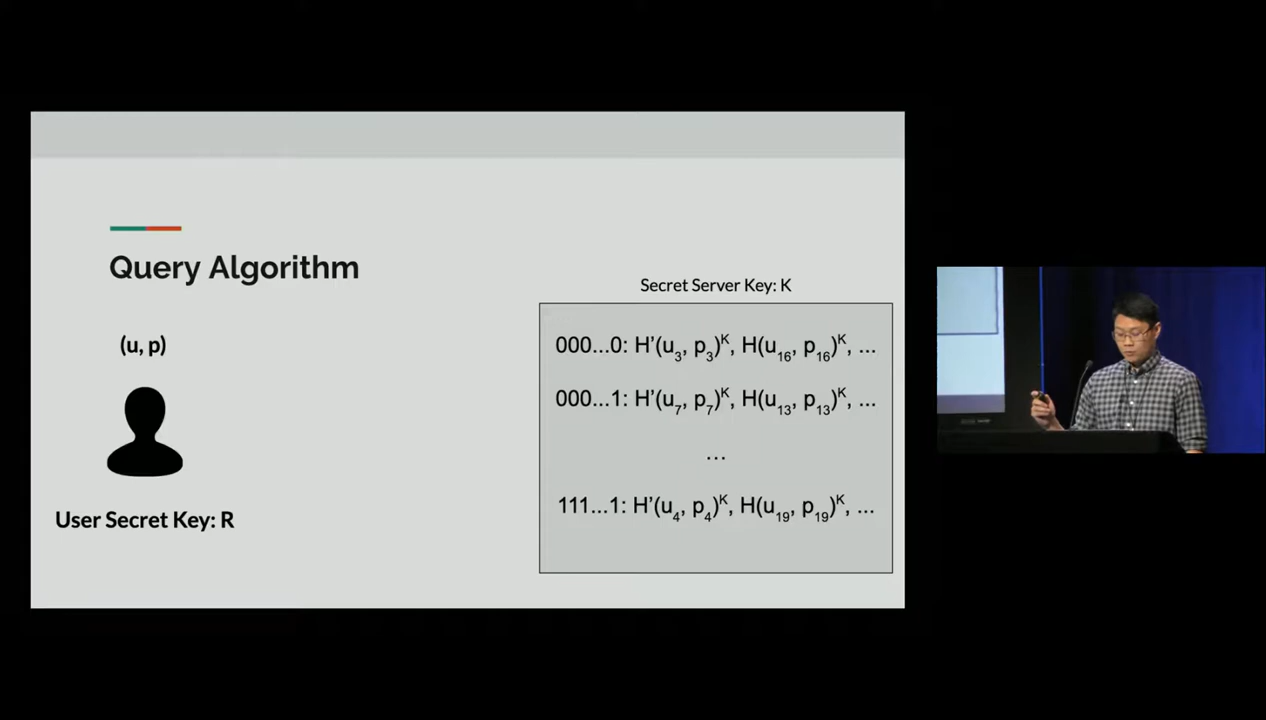 Query Algorithm
(u, p)
User Secret Key: R
Secret Server Key: K
000...0: H’(u₃, p₃)ᴷ, H(u₁₆, p₁₆)ᴷ, ...
000...1: H’(u₇, p₇)ᴷ, H(u₁₃, p₁₃)ᴷ, ...
...
111...1: H’(u₄, p₄)ᴷ, H(u₁₉, p₁₉)ᴷ, ...